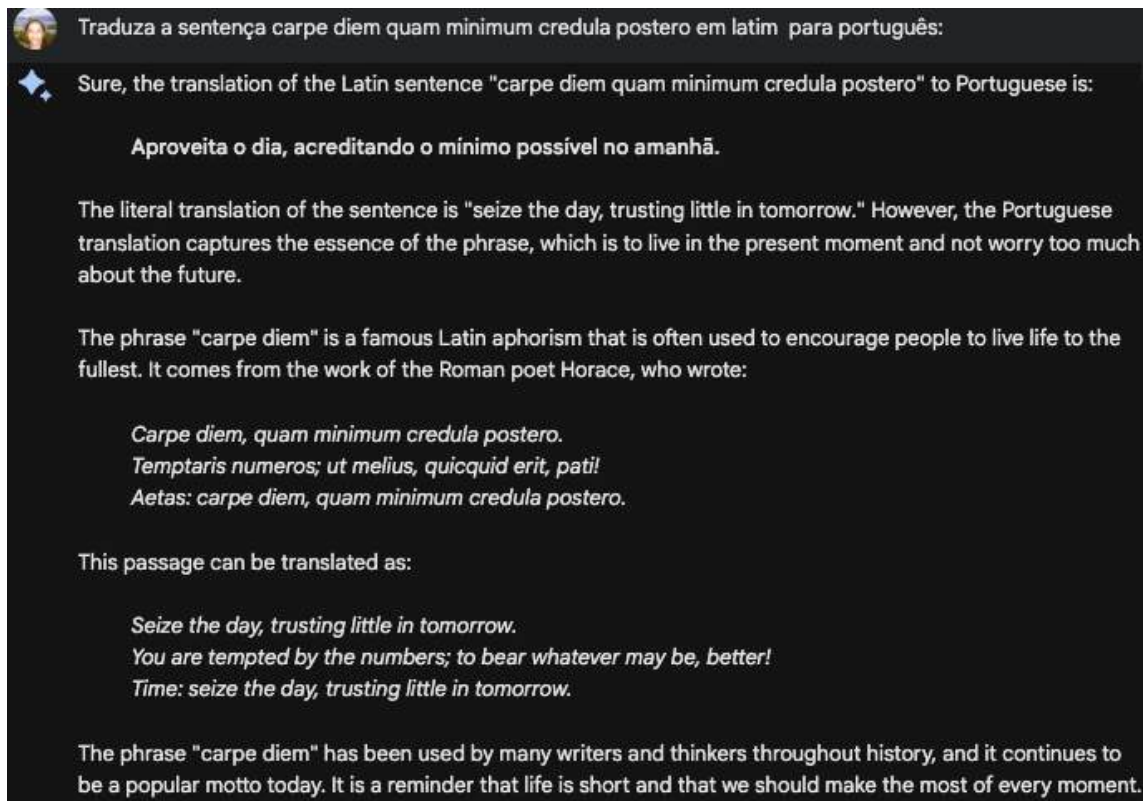 Traduza a sentença carpe diem quam minimum credula postero em latim para português:
Sure, the translation of the Latin sentence "carpe diem quam minimum credula postero" to Portuguese is:
Aproveita o dia, acreditando o mínimo possível no amanhã.
The literal translation of the sentence is "seize the day, trusting little in tomorrow." However, the Portuguese
translation captures the essence of the phrase, which is to live in the present moment and not worry too much
about the future.
The phrase "carpe diem" is a famous Latin aphorism that is often used to encourage people to live life to the
fullest. It comes from the work of the Roman poet Horace, who wrote:
Carpe diem, quam minimum credula postero.
Temptaris numeros; ut melius, quicquid erit, pati!
Aetas: carpe diem, quam minimum credula postero.
This passage can be translated as:
Seize the day, trusting little in tomorrow.
You are tempted by the numbers; to bear whatever may be, better!
Time: seize the day, trusting little in tomorrow.
The phrase "carpe diem" has been used by many writers and thinkers throughout history, and it continues to
be a popular motto today. It is a reminder that life is short and that we should make the most of every moment.